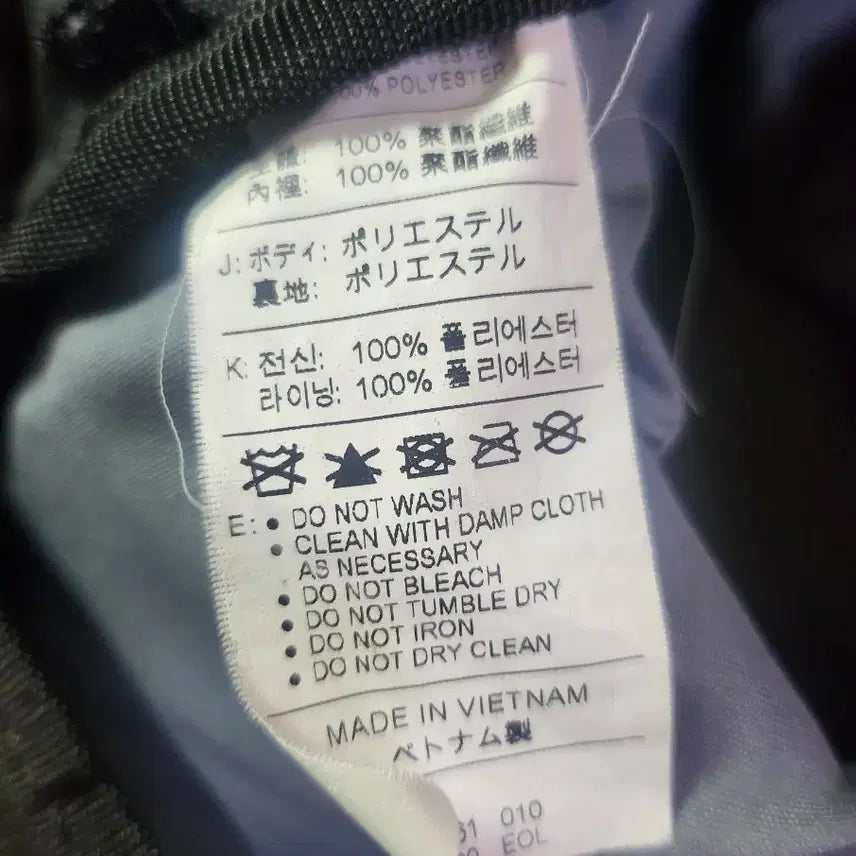 POLYESTER
100% POLYESTER
100% 聚酯纖維
內裡: 100% 聚酯纖維
J: ボディ: ポリエステル
裏地: ポリエステル
K: 전신: 100% 폴리에스터
라이닝: 100% 폴리에스터
E: • DO NOT WASH
• CLEAN WITH DAMP CLOTH
AS NECESSARY
• DO NOT BLEACH
• DO NOT TUMBLE DRY
• DO NOT IRON
• DO NOT DRY CLEAN
MADE IN VIETNAM
ベトナム製
010
EOL